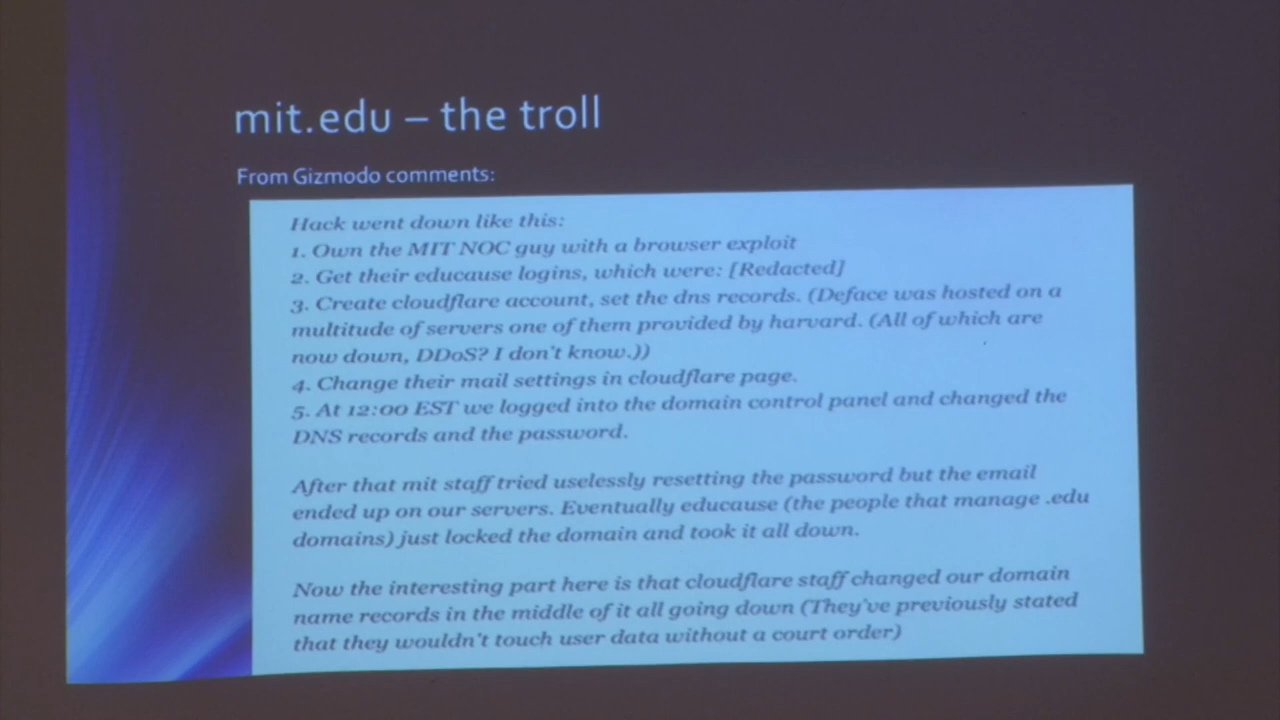 mit.edu – the troll
From Gizmodo comments:
Hack went down like this:
1. Own the MIT NOC guy with a browser exploit
2. Get their educause logins, which were: [Redacted]
3. Create cloudflare account, set the dns records. (Deface was hosted on a
multitude of servers one of them provided by harvard. (All of which are
now down, DDoS? I don't know.))
4. Change their mail settings in cloudflare page.
5. At 12:00 EST we logged into the domain control panel and changed the
DNS records and the password.
After that mit staff tried uselessly resetting the password but the email
ended up on our servers. Eventually educause (the people that manage .edu
domains) just locked the domain and took it all down.
Now the interesting part here is that cloudflare staff changed our domain
name records in the middle of it all going down (They've previously stated
that they wouldn't touch user data without a court order)